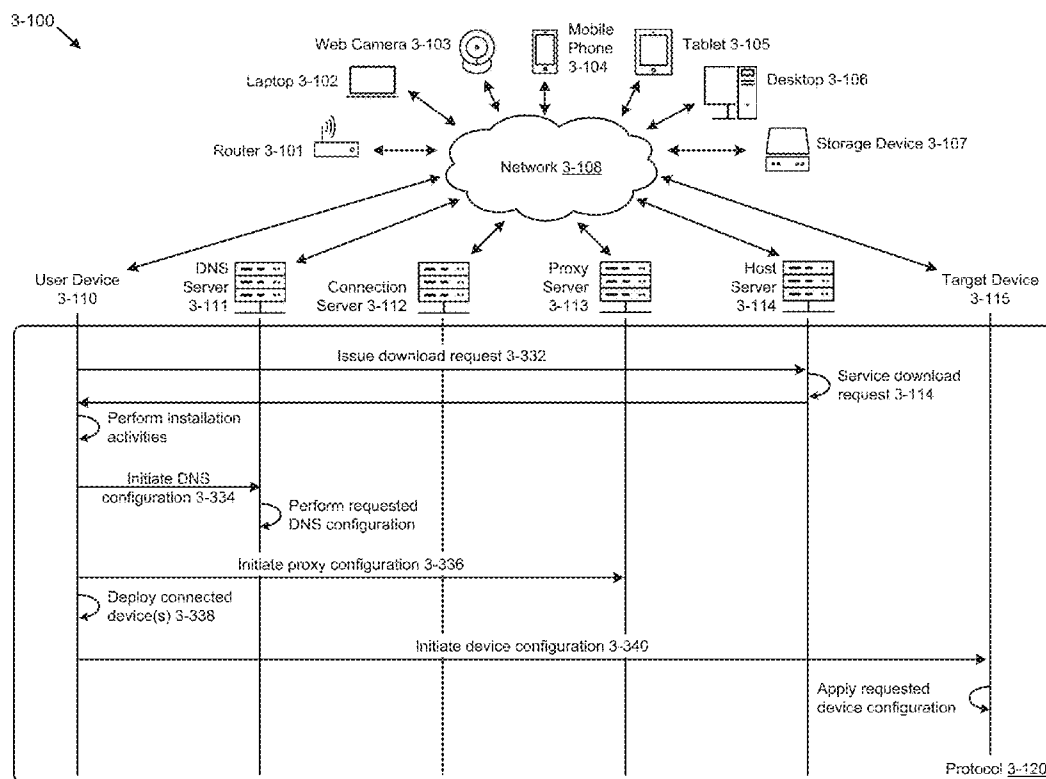 3-100
Web Camera 3-103
Mobile
Phone
3-104
Tablet 3-105
Laptop 3-102
Desktop 3-106
Router 3-101
Network 3-108
Storage Device 3-107
User Device
3-110
DNS
Server
3-111
Connection
Server 3-112
Proxy
Server
3-113
Host
Server
3-114
Target Device
3-115
Issue download request 3-332
Service download
request 3-114
Perform installation
activities
Initiate DNS
configuration 3-334
Perform requested
DNS configuration
Initiate proxy configuration 3-336
Deploy connected
device(s) 3-338
Initiate device configuration 3-340
Apply requested
device configuration
Protocol 3-120